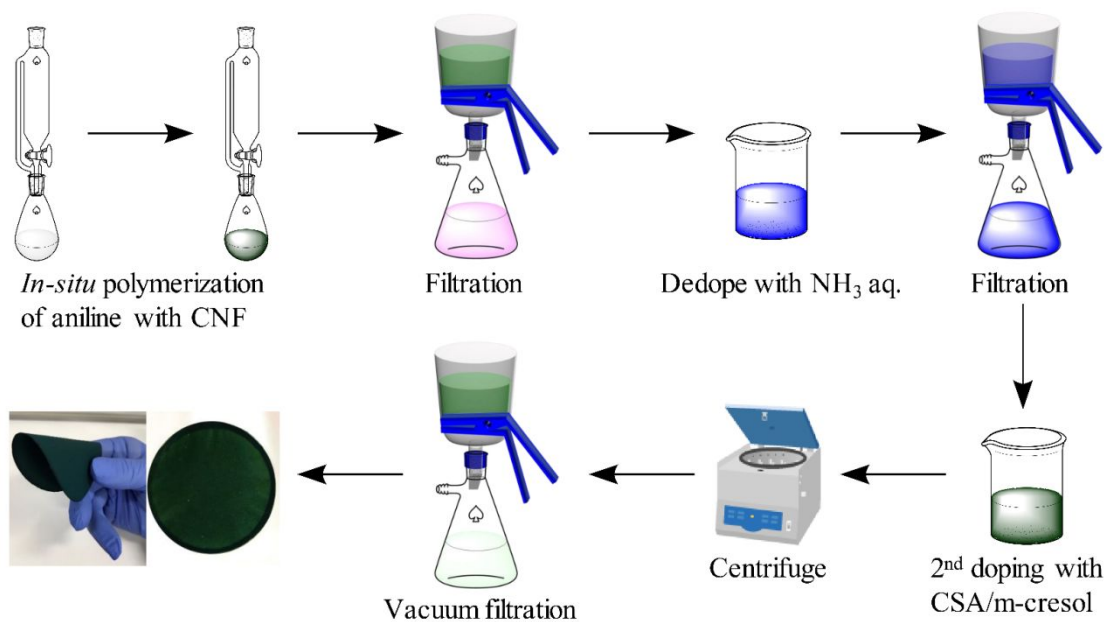 In-situ polymerization
of aniline with CNF
Filtration
Dedope with NH₃ aq.
Filtration
2ⁿᵈ doping with
CSA/m-cresol
Centrifuge
Vacuum filtration